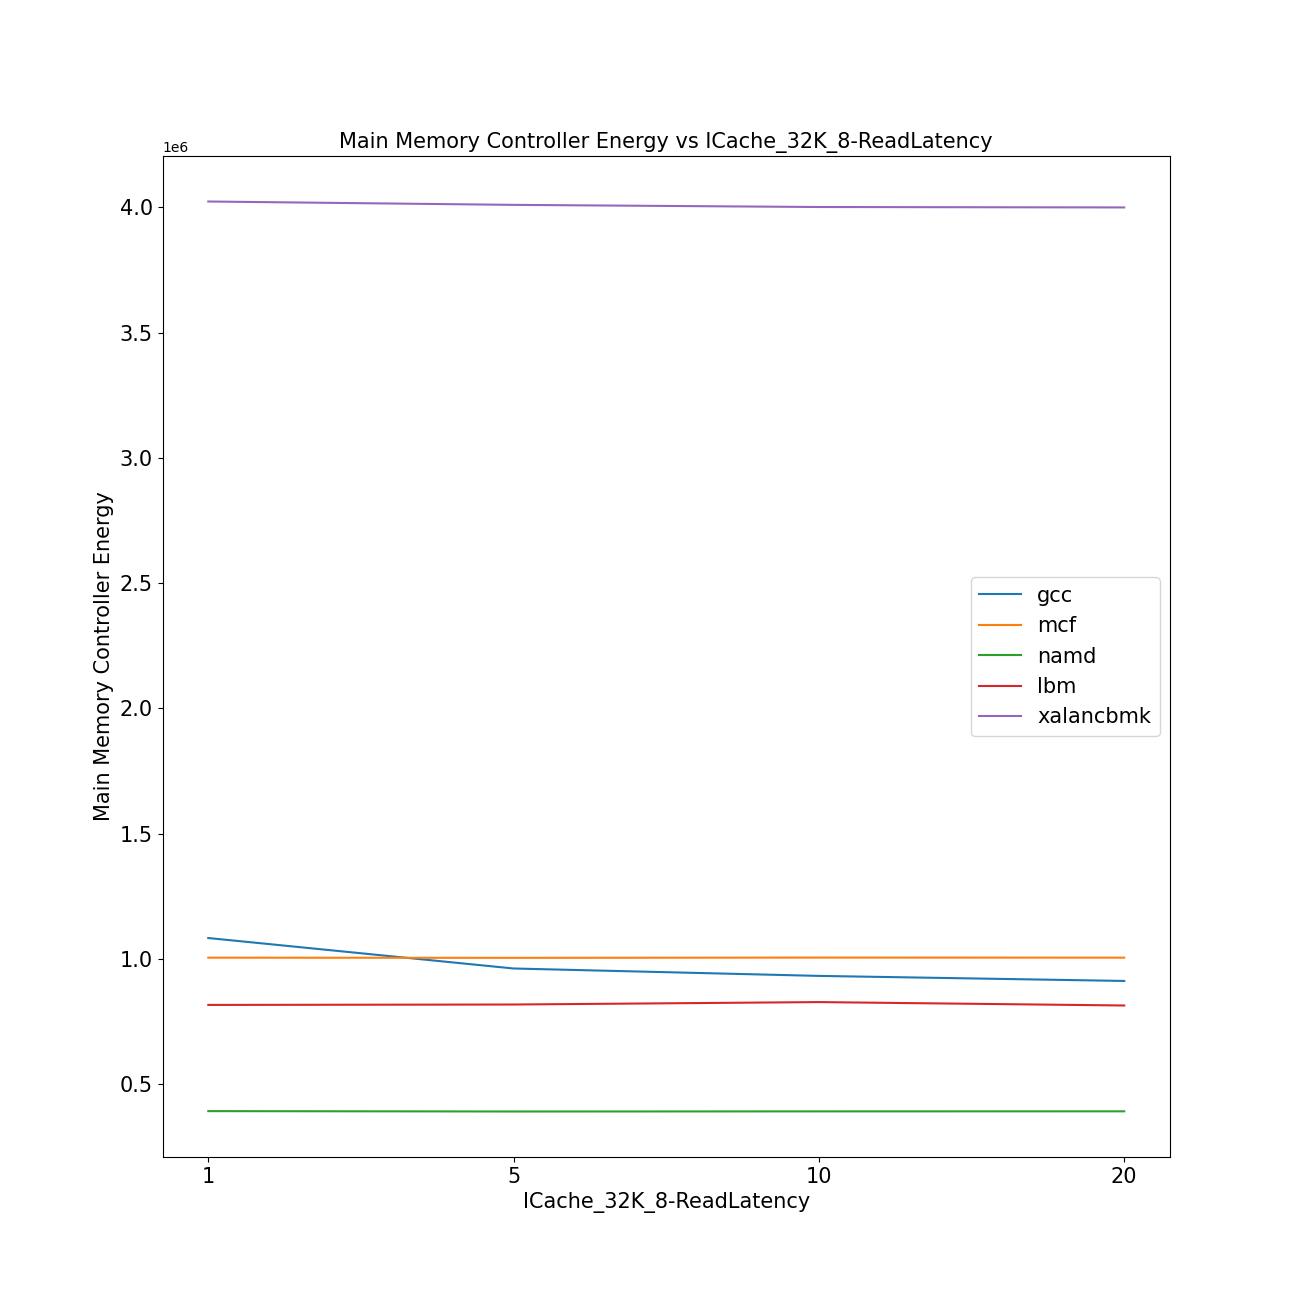 Main Memory Controller Energy vs ICache_32K_8-ReadLatency
1e6
4.0
3.5
3.0
2.5
2.0
1.5
1.0
0.5
Main Memory Controller Energy
gcc
mcf
namd
lbm
xalancbmk
1 5 10 20
ICache_32K_8-ReadLatency